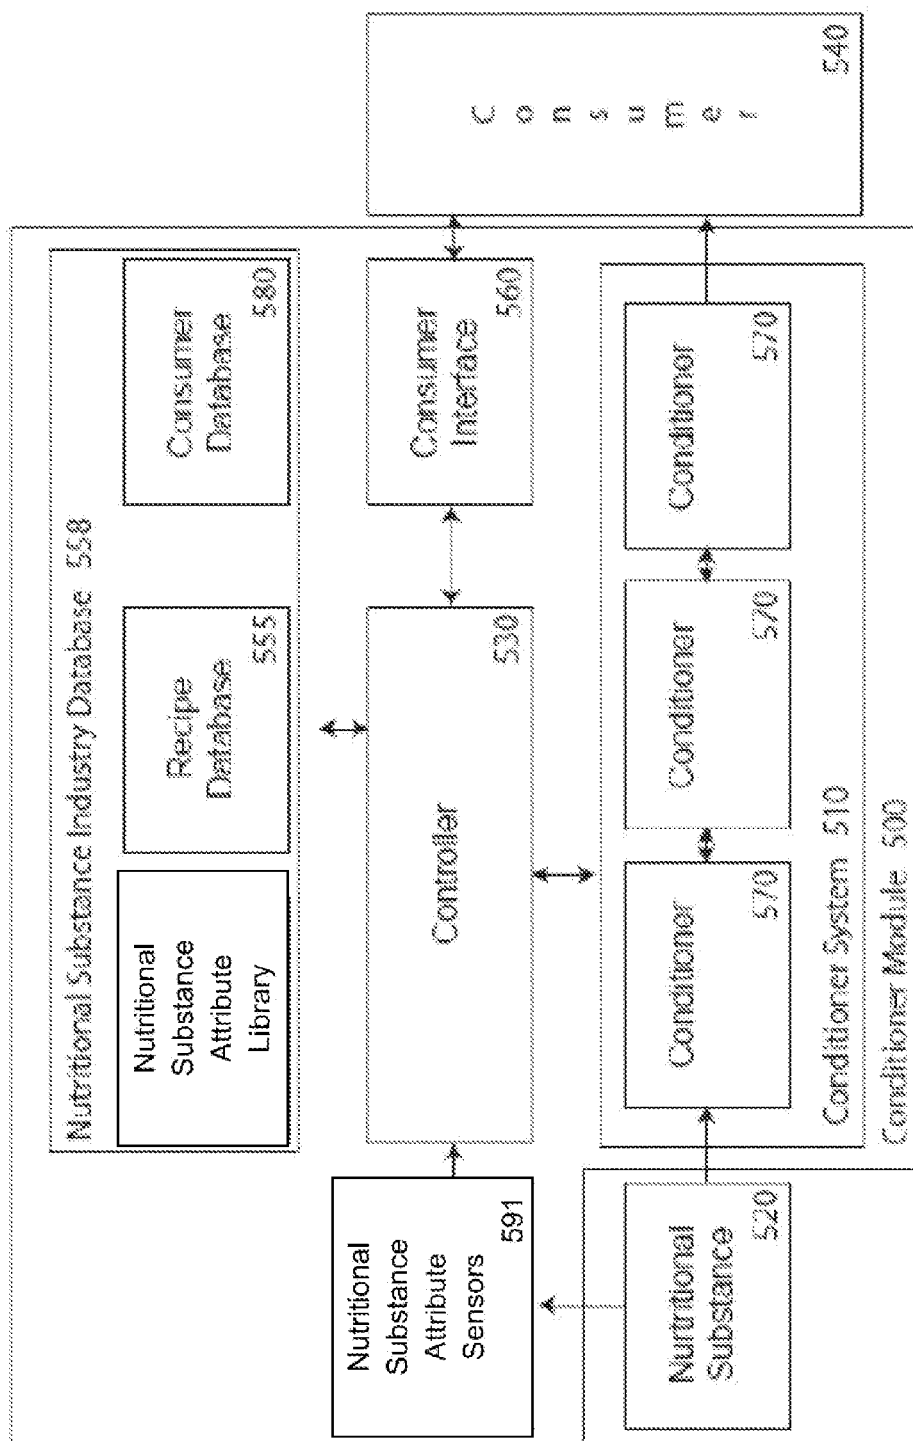 Nutritional Substance Industry Database 558
Nutritional
Substance
Attribute
Library
Recipe
Database
555
Consumer
Database
580
Nutritional
Substance
Attribute
Sensors
591
Controller
530
Consumer
Interface
560
Consumer
540
Nurtritional
Substance
520
Conditioner
570
Conditioner
570
Conditioner
570
Conditioner System 510
Conditioner Module 500